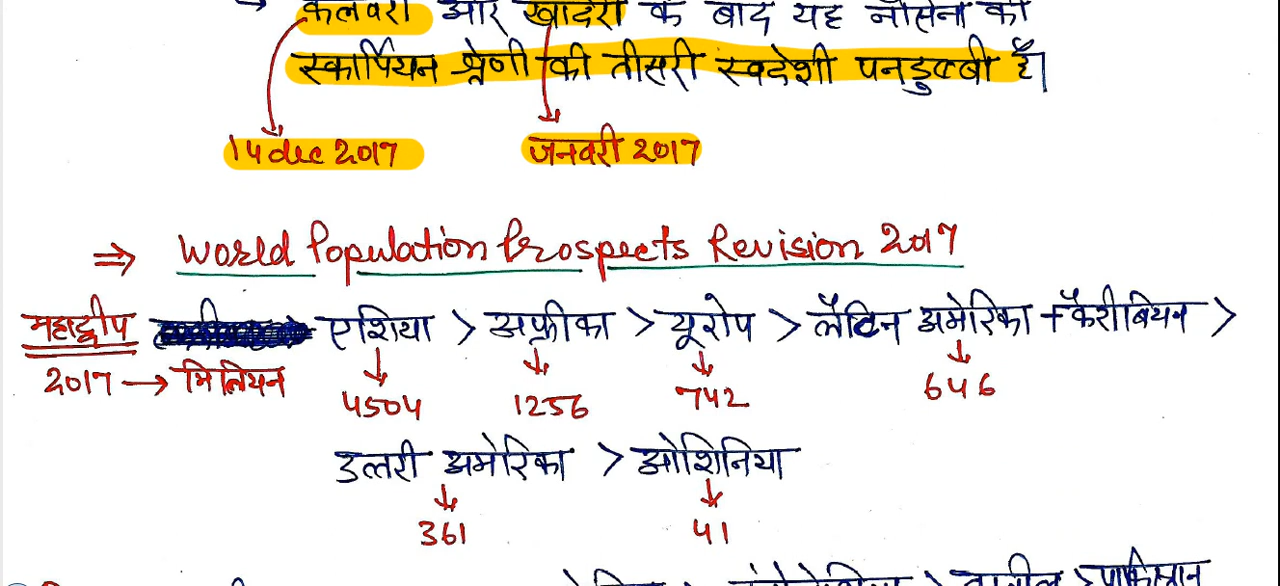 → कलवरी और खांदेरी के बाद यह नौसेना की
स्कार्पियन श्रेणी की तीसरी स्वदेशी पनडुब्बी है।
14 dec 2017 जनवरी 2017
⇒ World Population Prospects Revision 2017
महाद्वीप एशिया > अफ्रीका > यूरोप > लैटिन अमेरिका + कैरीबियन >
2017 → मिलियन 4504 1256 742 646
उत्तरी अमेरिका > ओशिनिया
361 41
> ब्राजील > पाकिस्तान